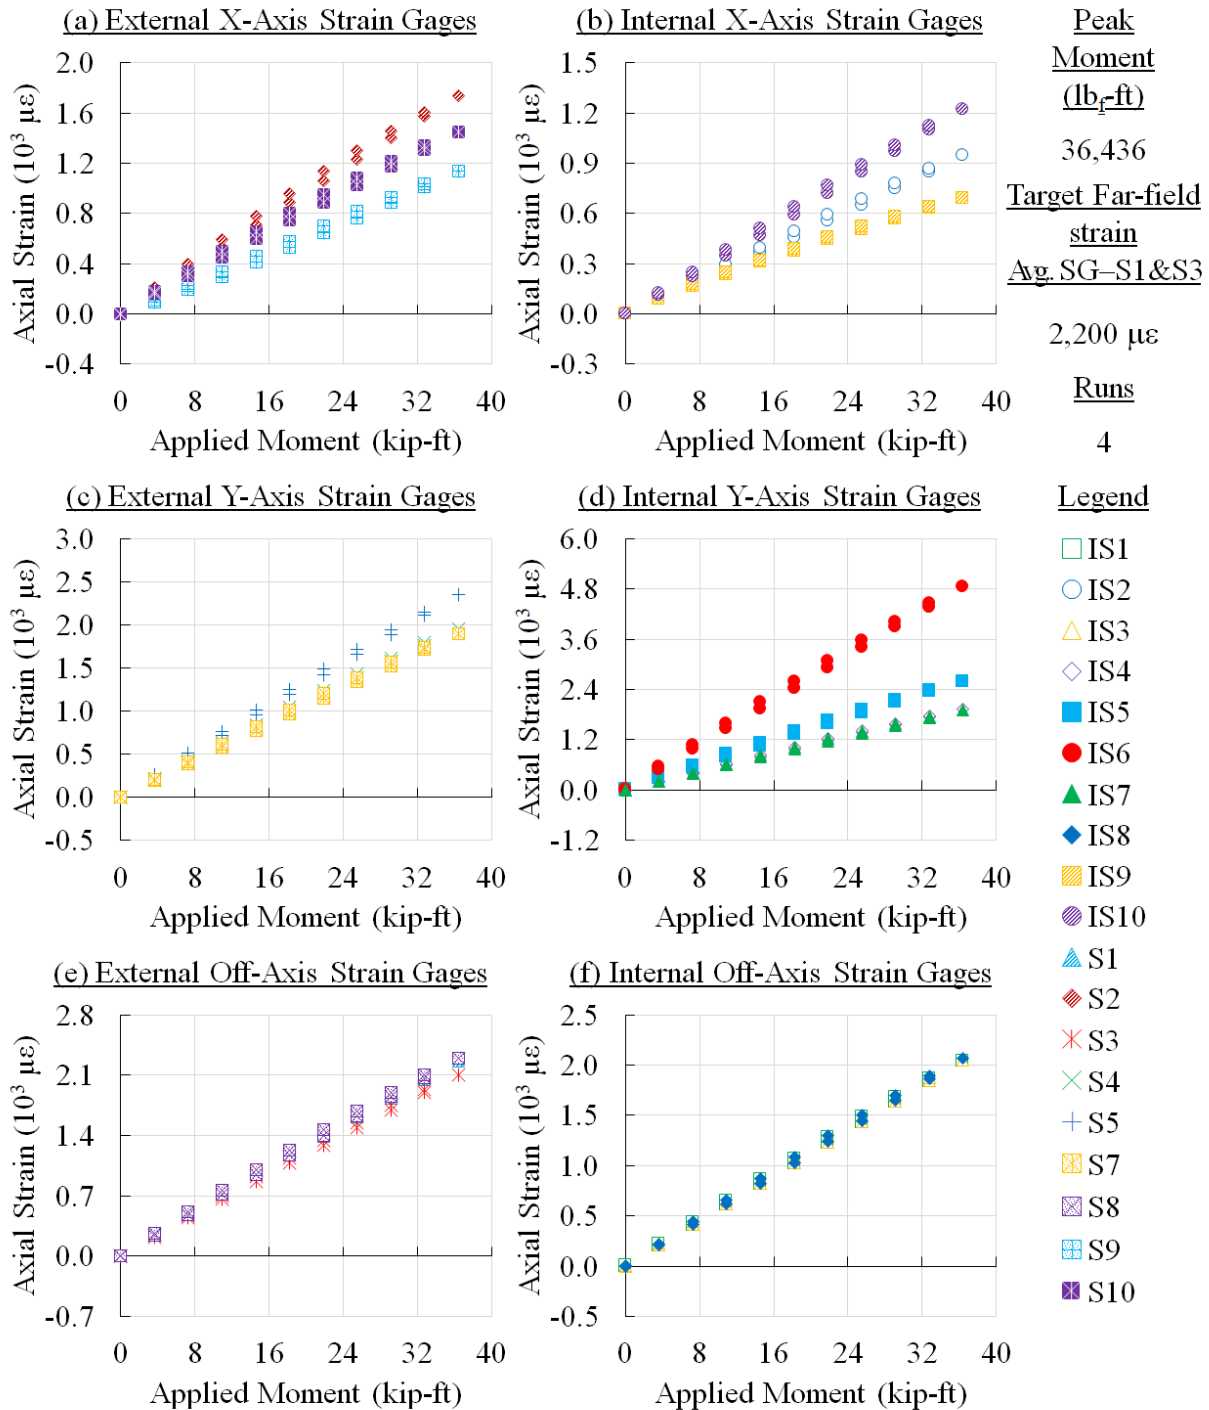 (a) External X-Axis Strain Gages
Axial Strain (10³ µε)
2.0
1.6
1.2
0.8
0.4
0.0
-0.4
0 8 16 24 32 40
Applied Moment (kip-ft)
(b) Internal X-Axis Strain Gages
Axial Strain (10³ µε)
1.5
1.2
0.9
0.6
0.3
0.0
-0.3
0 8 16 24 32 40
Applied Moment (kip-ft)
Peak
Moment
(lbf-ft)
36,436
Target Far-field
strain
Avg. SG–S1&S3
2,200 µε
Runs
4
(c) External Y-Axis Strain Gages
Axial Strain (10³ µε)
3.0
2.5
2.0
1.5
1.0
0.5
0.0
-0.5
0 8 16 24 32 40
Applied Moment (kip-ft)
(d) Internal Y-Axis Strain Gages
Axial Strain (10³ µε)
6.0
4.8
3.6
2.4
1.2
0.0
-1.2
0 8 16 24 32 40
Applied Moment (kip-ft)
(e) External Off-Axis Strain Gages
Axial Strain (10³ µε)
2.8
2.1
1.4
0.7
0.0
-0.7
0 8 16 24 32 40
Applied Moment (kip-ft)
(f) Internal Off-Axis Strain Gages
Axial Strain (10³ µε)
2.5
2.0
1.5
1.0
0.5
0.0
-0.5
0 8 16 24 32 40
Applied Moment (kip-ft)
Legend
IS1
IS2
IS3
IS4
IS5
IS6
IS7
IS8
IS9
IS10
S1
S2
S3
S4
S5
S7
S8
S9
S10